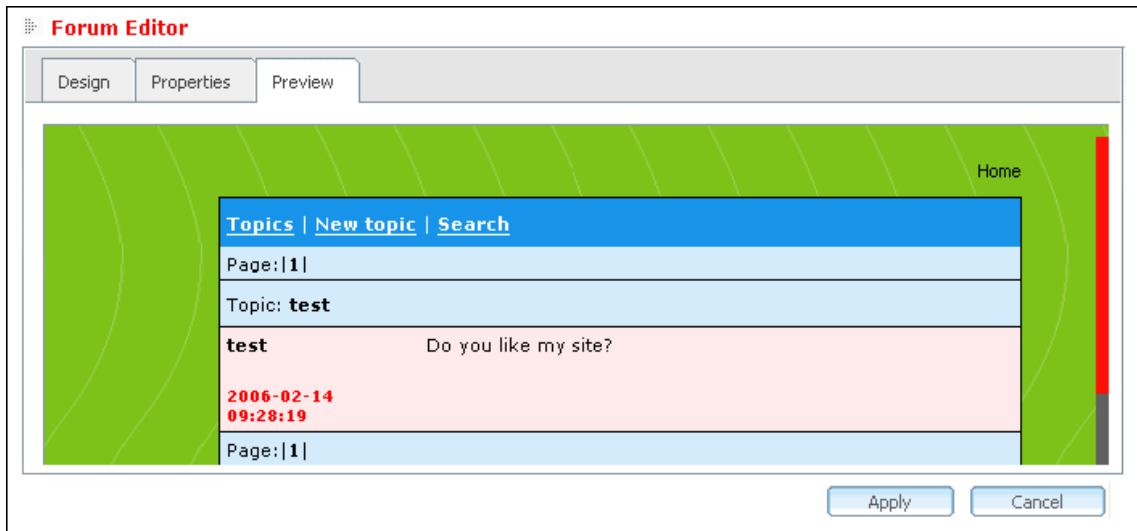 Forum Editor
Design Properties Preview
Home
Topics | New topic | Search
Page:|1|
Topic: test
test Do you like my site?
2006-02-14
09:28:19
Page:|1|
Apply Cancel